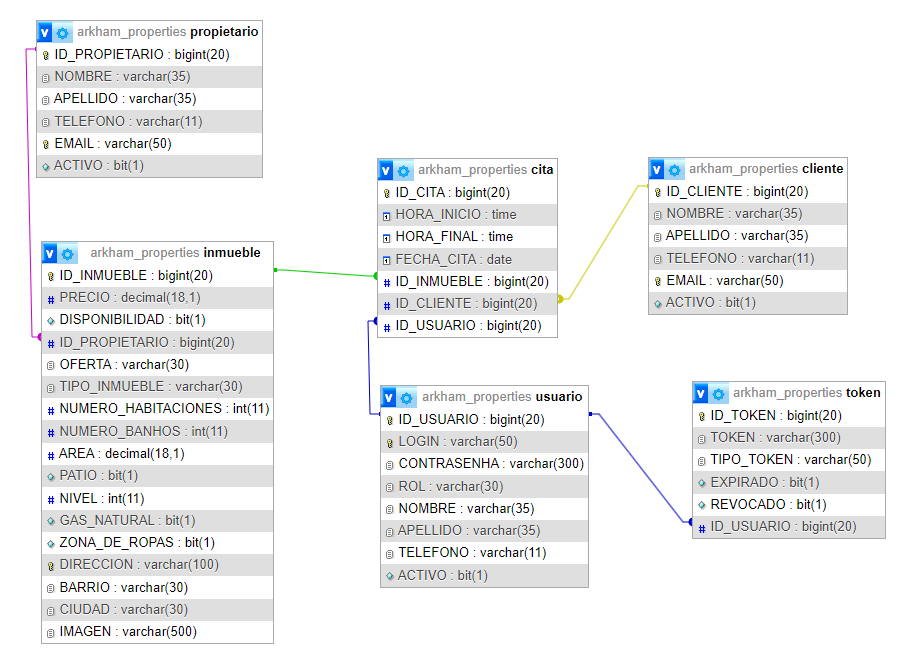 v arkham_properties propietario
ID_PROPIETARIO : bigint(20)
NOMBRE : varchar(35)
APELLIDO : varchar(35)
TELEFONO : varchar(11)
EMAIL : varchar(50)
ACTIVO : bit(1)
v arkham_properties inmueble
ID_INMUEBLE : bigint(20)
# PRECIO : decimal(18,1)
DISPONIBILIDAD : bit(1)
# ID_PROPIETARIO : bigint(20)
OFERTA : varchar(30)
TIPO_INMUEBLE : varchar(30)
# NUMERO_HABITACIONES : int(11)
# NUMERO_BANHOS : int(11)
# AREA : decimal(18,1)
PATIO : bit(1)
# NIVEL : int(11)
GAS_NATURAL : bit(1)
ZONA_DE_ROPAS : bit(1)
DIRECCION : varchar(100)
BARRIO : varchar(30)
CIUDAD : varchar(30)
IMAGEN : varchar(500)
v arkham_properties cita
ID_CITA : bigint(20)
HORA_INICIO : time
HORA_FINAL : time
FECHA_CITA : date
# ID_INMUEBLE : bigint(20)
# ID_CLIENTE : bigint(20)
# ID_USUARIO : bigint(20)
v arkham_properties usuario
ID_USUARIO : bigint(20)
LOGIN : varchar(50)
CONTRASENHA : varchar(300)
ROL : varchar(30)
NOMBRE : varchar(35)
APELLIDO : varchar(35)
TELEFONO : varchar(11)
ACTIVO : bit(1)
v arkham_properties cliente
ID_CLIENTE : bigint(20)
NOMBRE : varchar(35)
APELLIDO : varchar(35)
TELEFONO : varchar(11)
EMAIL : varchar(50)
ACTIVO : bit(1)
v arkham_properties token
ID_TOKEN : bigint(20)
TOKEN : varchar(300)
TIPO_TOKEN : varchar(50)
EXPIRADO : bit(1)
REVOCADO : bit(1)
# ID_USUARIO : bigint(20)